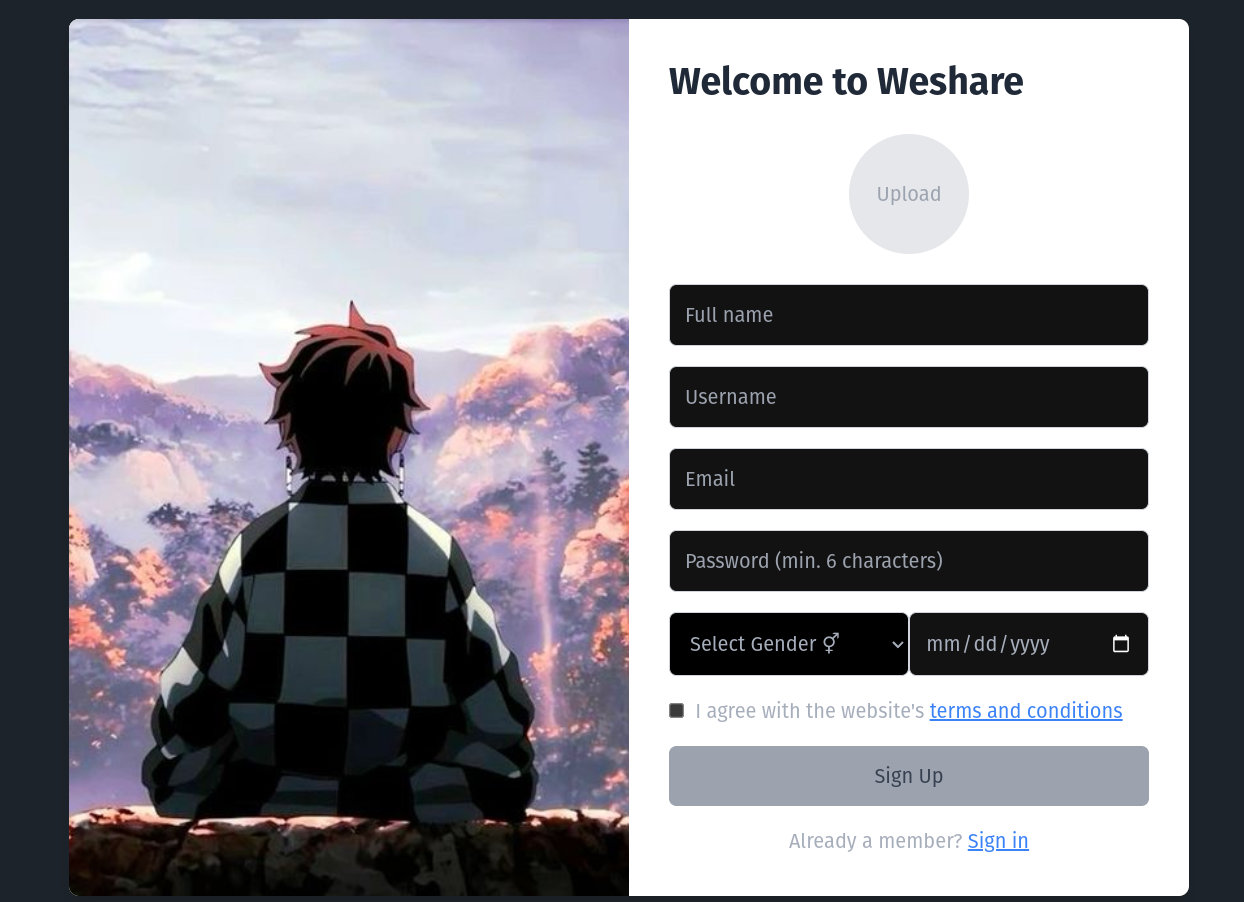 Welcome to Weshare
Upload
Full name
Username
Email
Password (min. 6 characters)
Select Gender ⚥ mm/dd/yyyy
I agree with the website's terms and conditions
Sign Up
Already a member? Sign in